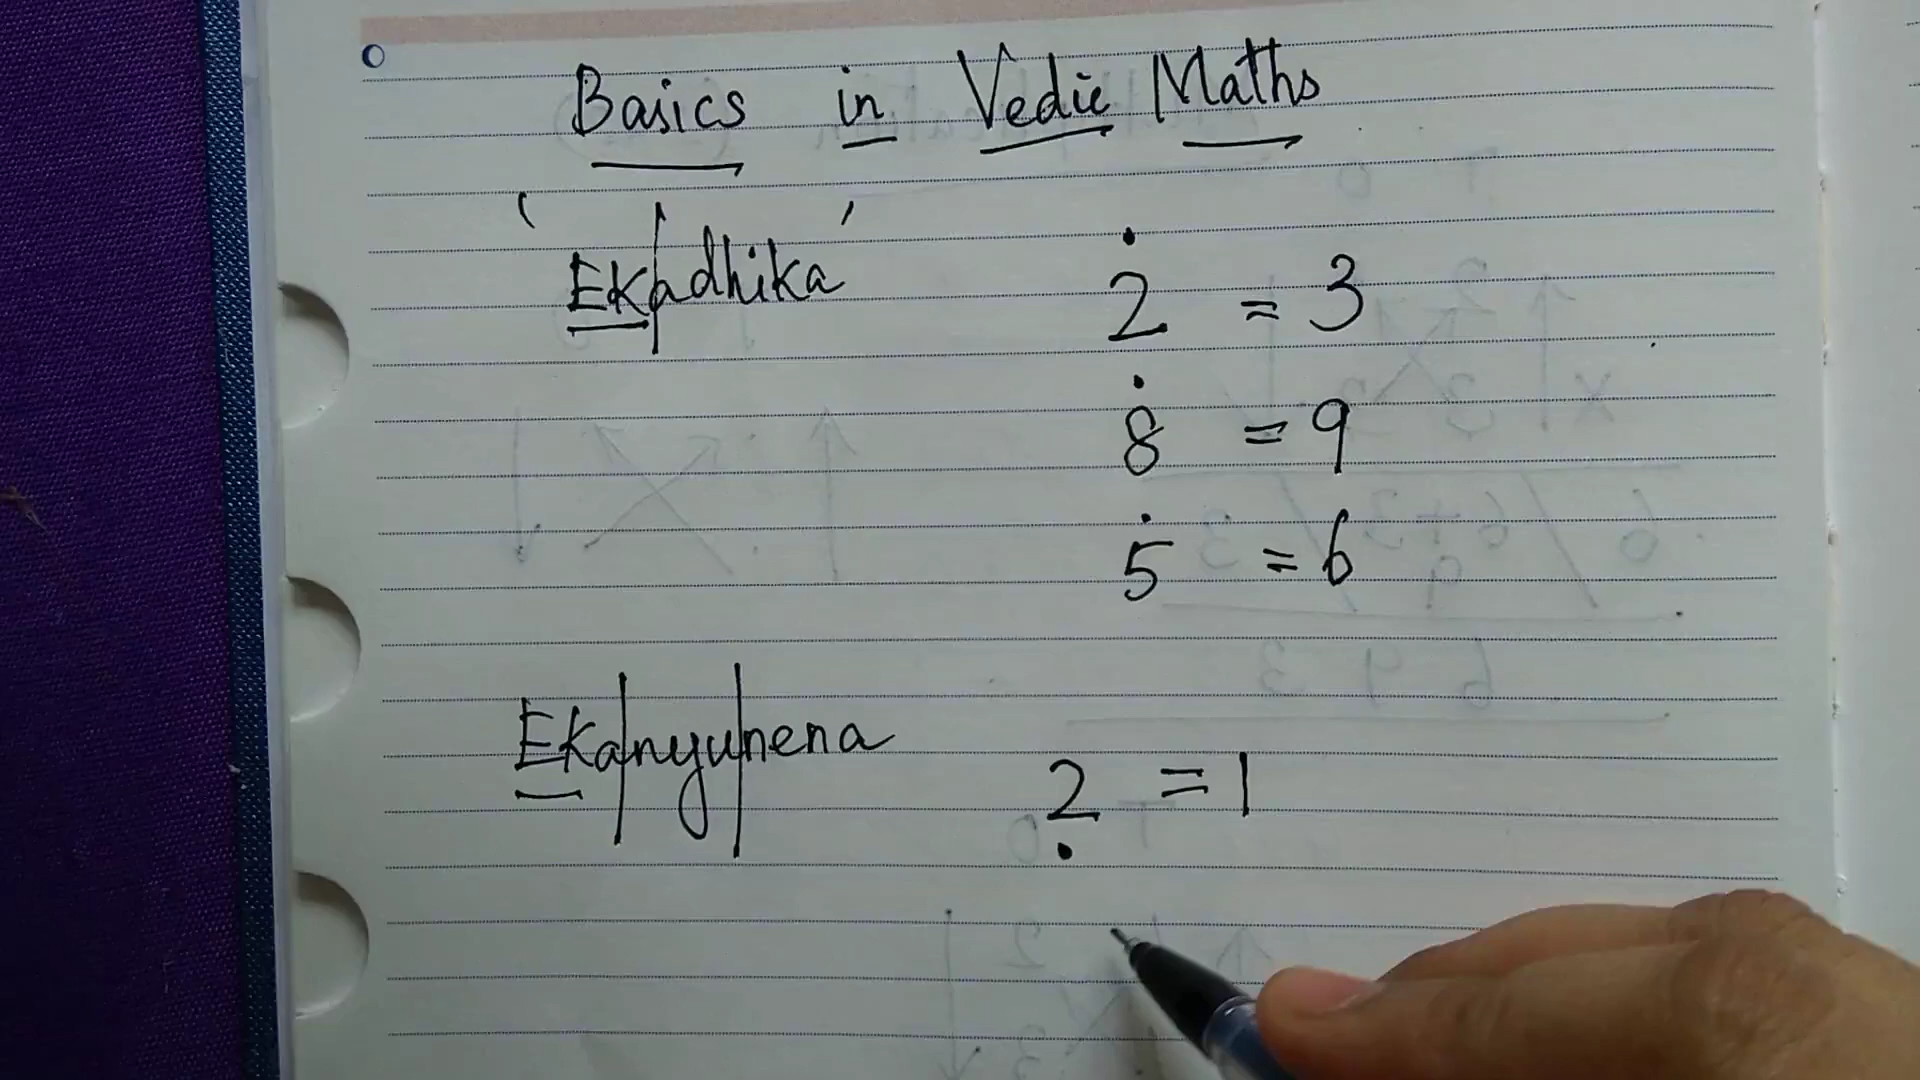 Basics in Vedic Maths
'Ekadhika'
2̇ = 3
8̇ = 9
5̇ = 6
Ekanyunena
2̣ = 1